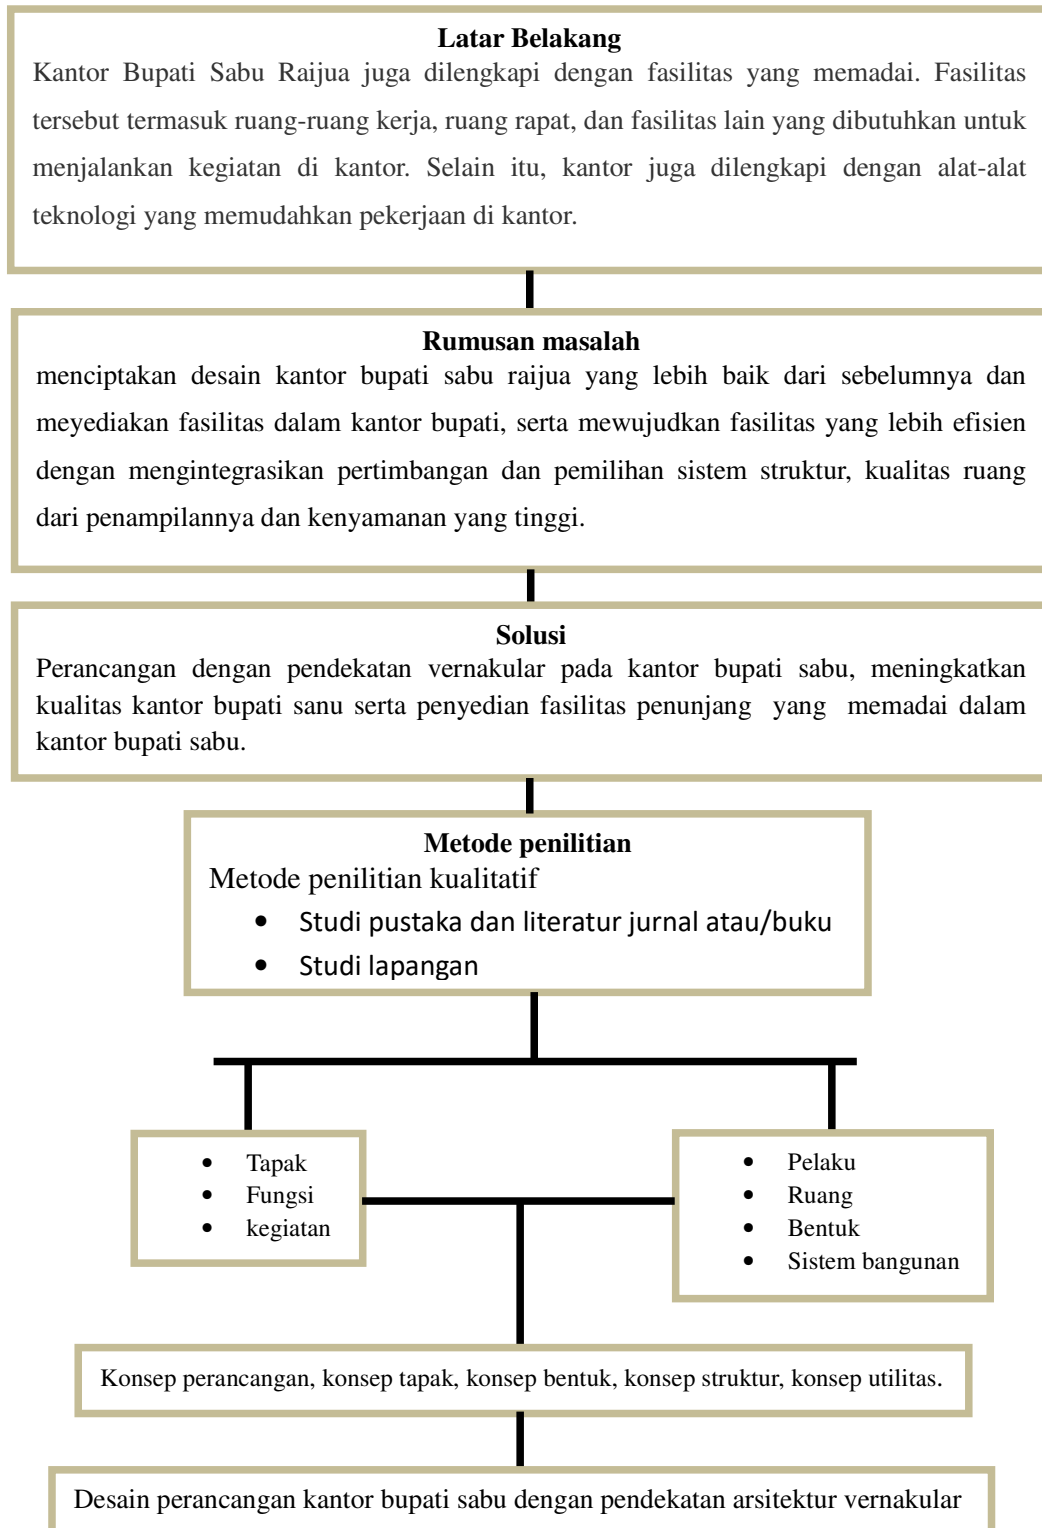 Latar Belakang
Kantor Bupati Sabu Raijua juga dilengkapi dengan fasilitas yang memadai. Fasilitas
tersebut termasuk ruang-ruang kerja, ruang rapat, dan fasilitas lain yang dibutuhkan untuk
menjalankan kegiatan di kantor. Selain itu, kantor juga dilengkapi dengan alat-alat
teknologi yang memudahkan pekerjaan di kantor.
Rumusan masalah
menciptakan desain kantor bupati sabu raijua yang lebih baik dari sebelumnya dan
meyediakan fasilitas dalam kantor bupati, serta mewujudkan fasilitas yang lebih efisien
dengan mengintegrasikan pertimbangan dan pemilihan sistem struktur, kualitas ruang
dari penampilannya dan kenyamanan yang tinggi.
Solusi
Perancangan dengan pendekatan vernakular pada kantor bupati sabu, meningkatkan
kualitas kantor bupati sanu serta penyedian fasilitas penunjang yang memadai dalam
kantor bupati sabu.
Metode penilitian
Metode penilitian kualitatif
• Studi pustaka dan literatur jurnal atau/buku
• Studi lapangan
• Tapak
• Fungsi
• kegiatan
• Pelaku
• Ruang
• Bentuk
• Sistem bangunan
Konsep perancangan, konsep tapak, konsep bentuk, konsep struktur, konsep utilitas.
Desain perancangan kantor bupati sabu dengan pendekatan arsitektur vernakular